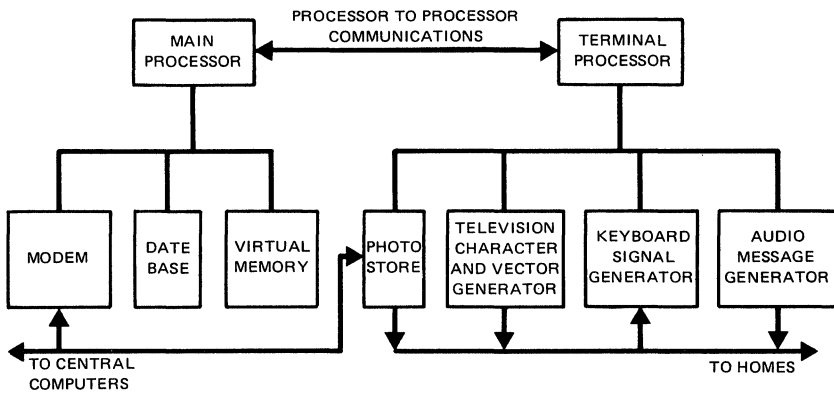 PROCESSOR TO PROCESSOR
COMMUNICATIONS
MAIN
PROCESSOR
TERMINAL
PROCESSOR
MODEM
DATE
BASE
VIRTUAL
MEMORY
PHOTO
STORE
TELEVISION
CHARACTER
AND VECTOR
GENERATOR
KEYBOARD
SIGNAL
GENERATOR
AUDIO
MESSAGE
GENERATOR
TO CENTRAL
COMPUTERS
TO HOMES